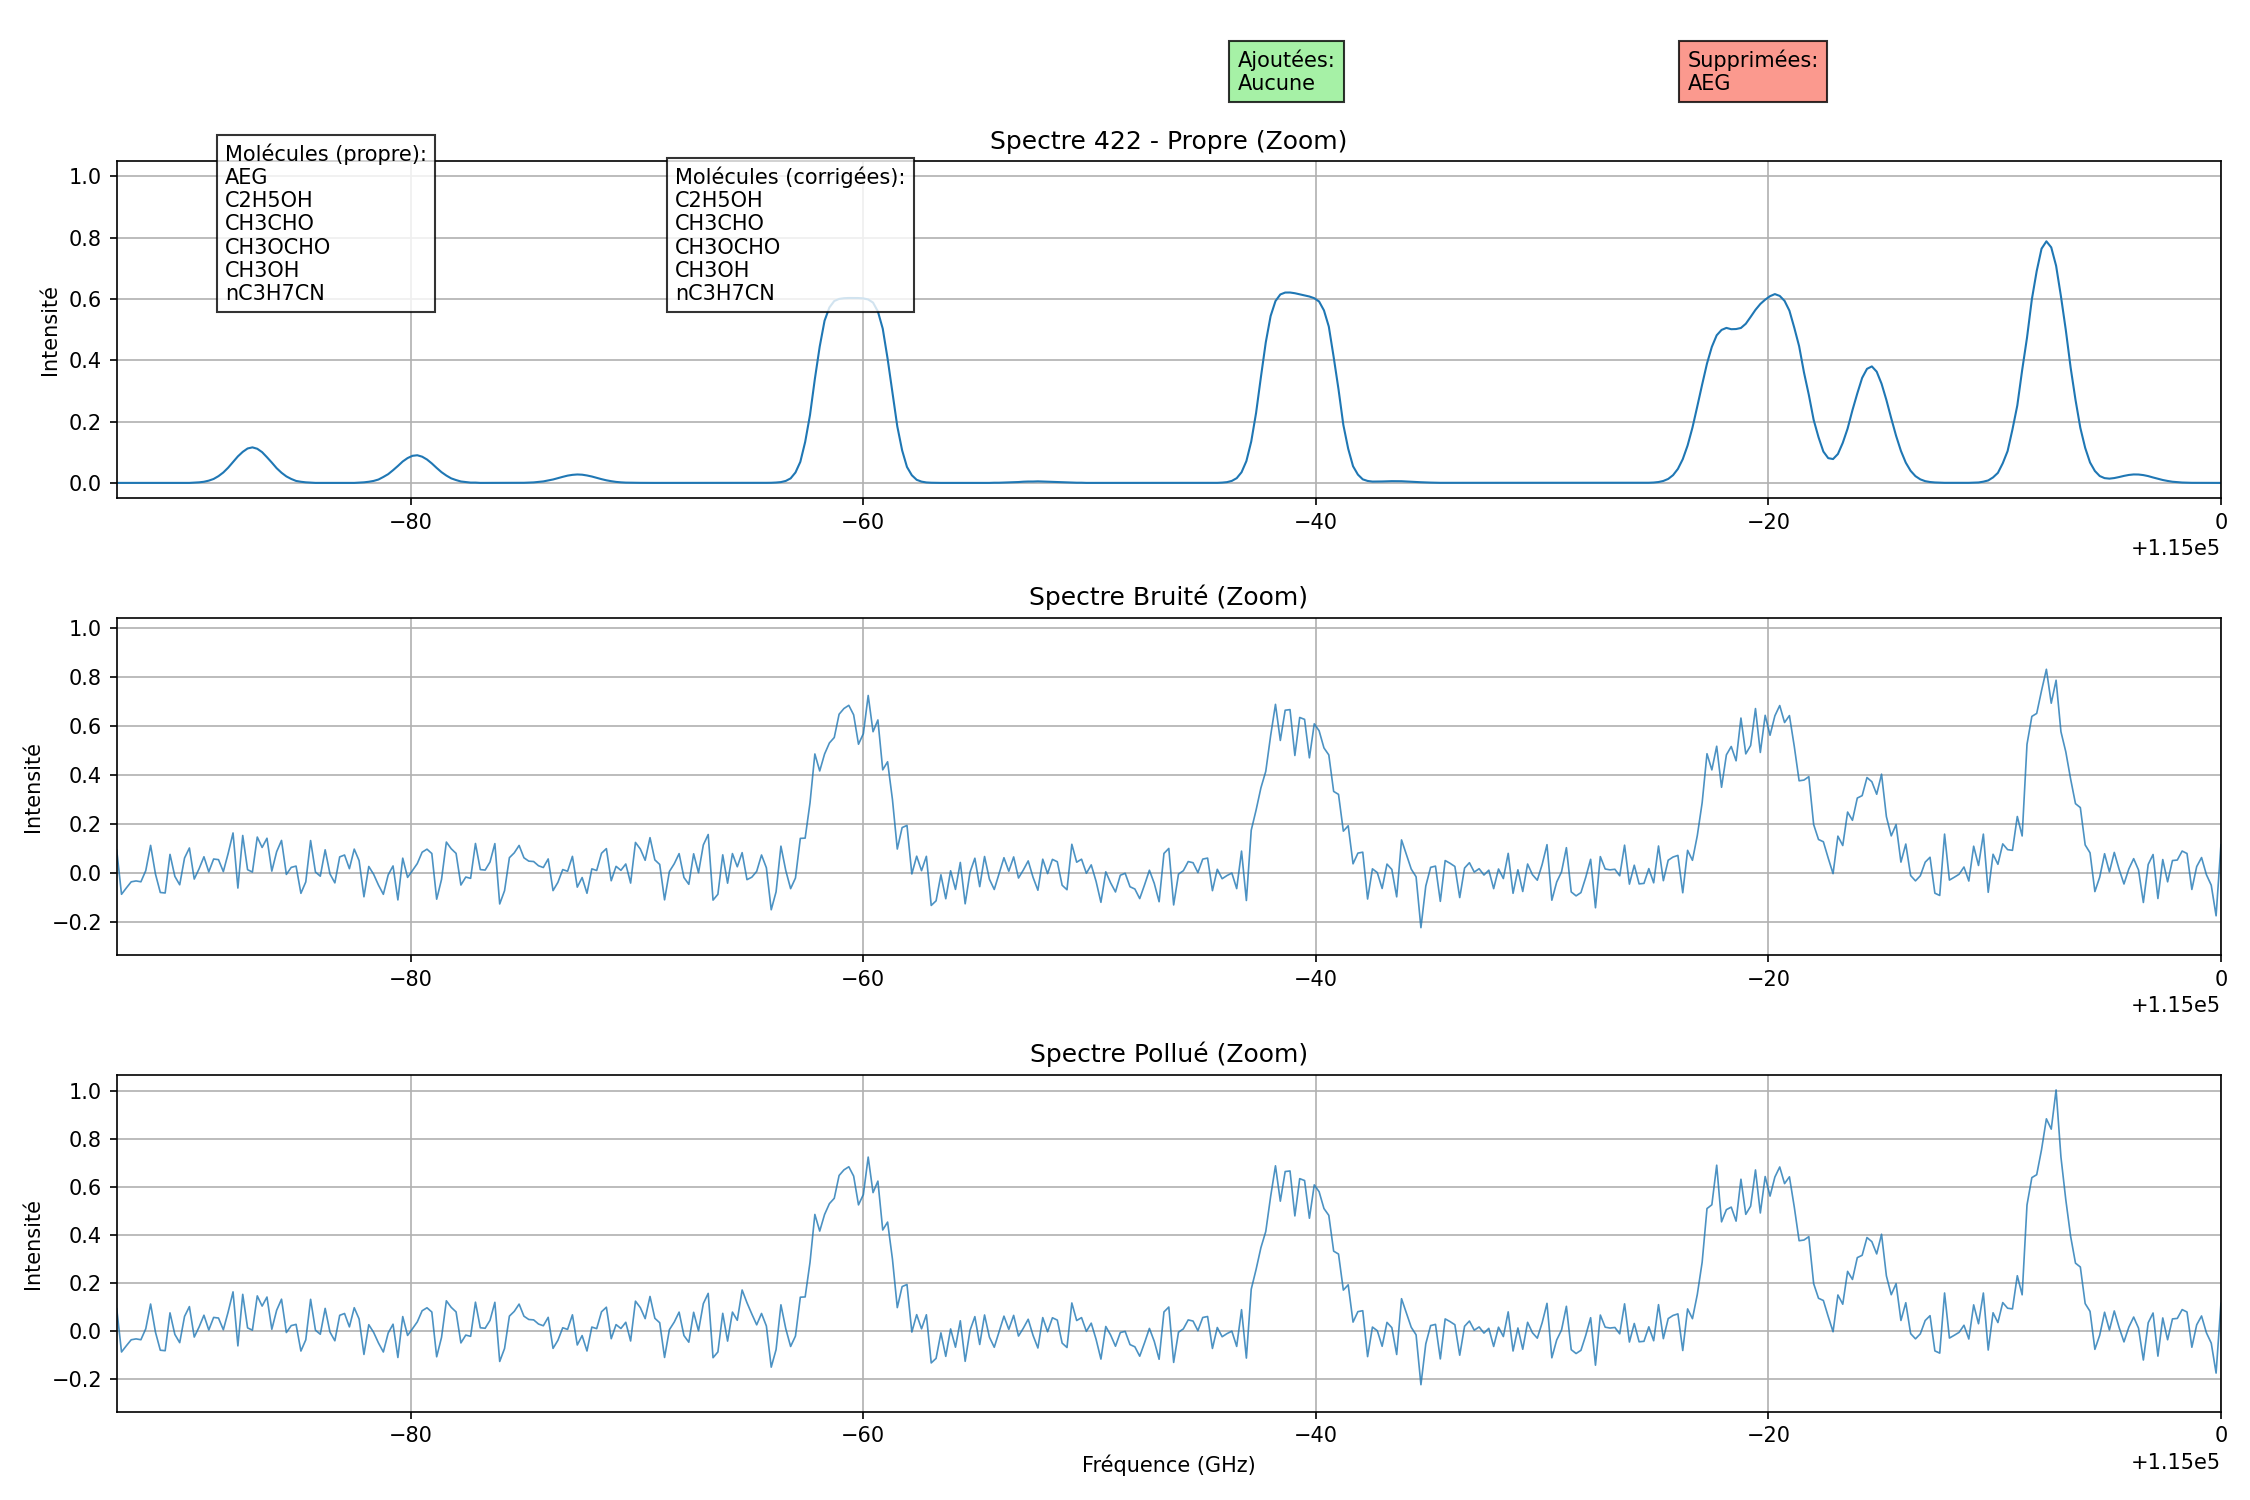 Ajoutées:
Aucune
Supprimées:
AEG
Spectre 422 - Propre (Zoom)
Molécules (propre):
AEG
C2H5OH
CH3CHO
CH3OCHO
CH3OH
nC3H7CN
Molécules (corrigées):
C2H5OH
CH3CHO
CH3OCHO
CH3OH
nC3H7CN
Intensité
1.0
0.8
0.6
0.4
0.2
0.0
−80
−60
−40
−20
0
+1.15e5
Spectre Bruité (Zoom)
Intensité
1.0
0.8
0.6
0.4
0.2
0.0
−0.2
−80
−60
−40
−20
0
+1.15e5
Spectre Pollué (Zoom)
Intensité
1.0
0.8
0.6
0.4
0.2
0.0
−0.2
−80
−60
−40
−20
0
+1.15e5
Fréquence (GHz)